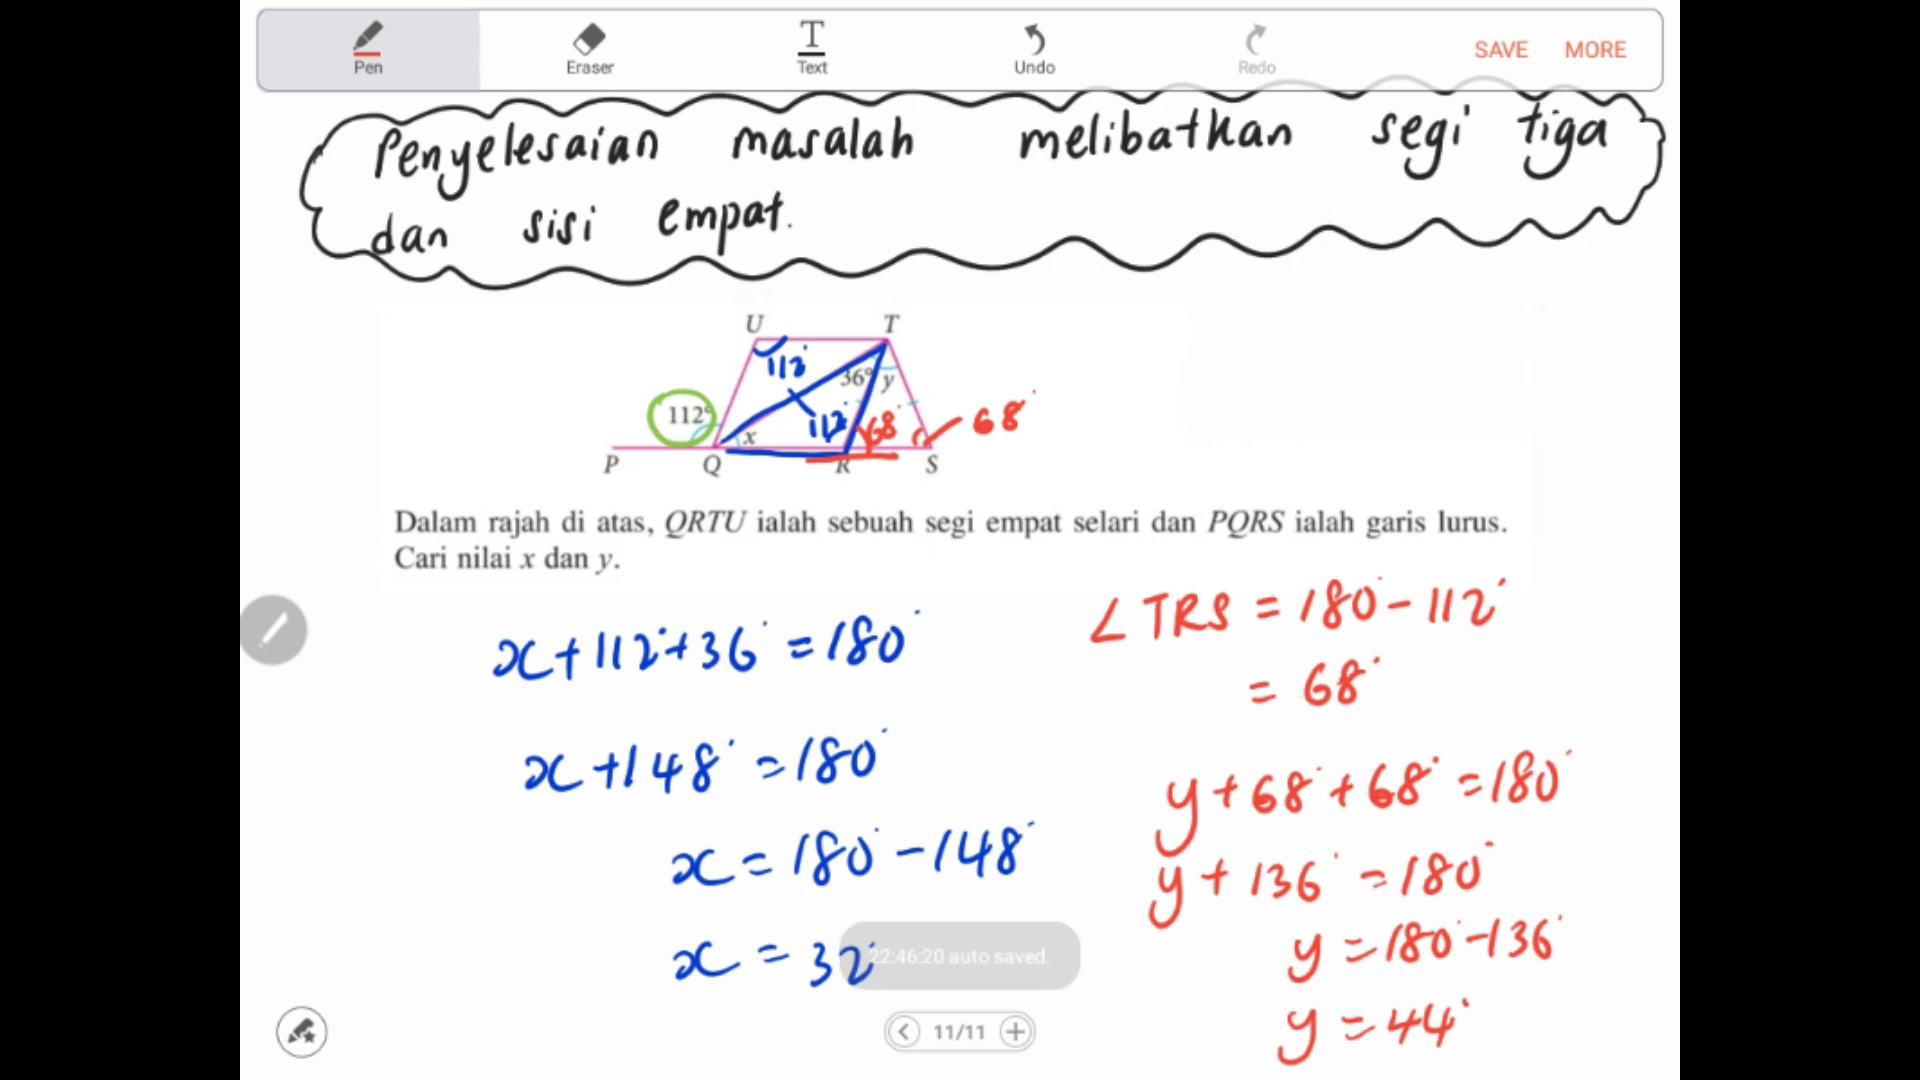 Pen
Eraser
Text
Undo
Redo
SAVE
MORE
Penyelesaian masalah melibatkan segi tiga
dan sisi empat.
U T
112°
36° y
112°
x
112°
68°
68°
P Q R S
Dalam rajah di atas, QRTU ialah sebuah segi empat selari dan PQRS ialah garis lurus.
Cari nilai x dan y.
x+112°+36°=180°
x+148°=180°
x=180°-148°
x=32°
∠TRS=180°-112°
=68°
y+68°+68°=180°
y+136°=180°
y=180°-136°
y=44°
22:46:20 auto saved.
11/11